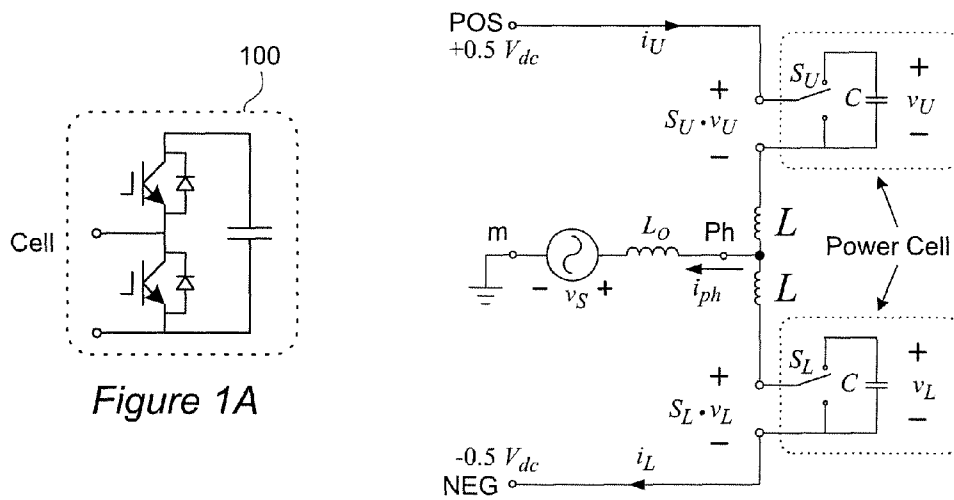 100
Cell
Figure 1A
POS
+0.5 V_dc
i_U
+
S_U·v_U
−
S_U
C
+
v_U
−
L
m
L_O
Ph
Power Cell
− v_S +
i_ph
L
+
S_L·v_L
−
S_L
C
+
v_L
−
-0.5 V_dc
NEG
i_L